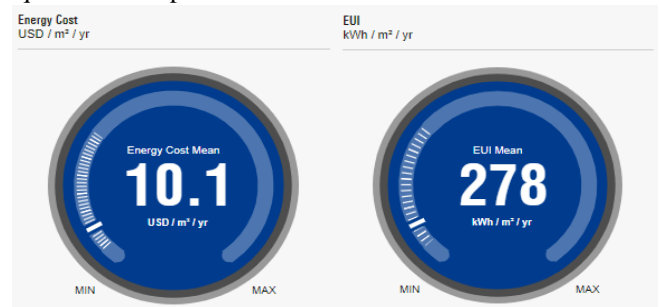 Energy Cost
USD / m² / yr
EUI
kWh / m² / yr
Energy Cost Mean
10.1
USD / m² / yr
MIN
MAX
EUI Mean
278
kWh / m² / yr
MIN
MAX